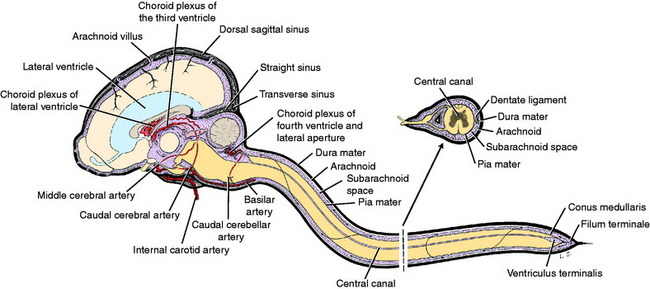 Choroid plexus of
the third ventricle
Arachnoid villus
Dorsal sagittal sinus
Lateral ventricle
Straight sinus
Choroid plexus of
lateral ventricle
Transverse sinus
Choroid plexus of
fourth ventricle and
lateral aperture
Dura mater
Arachnoid
Subarachnoid
space
Pia mater
Middle cerebral artery
Caudal cerebral artery
Internal carotid artery
Caudal cerebellar
artery
Basilar
artery
Central canal
Central canal
Dentate ligament
Dura mater
Arachnoid
Subarachnoid space
Pia mater
Conus medullaris
Filum terminale
Ventriculus terminalis